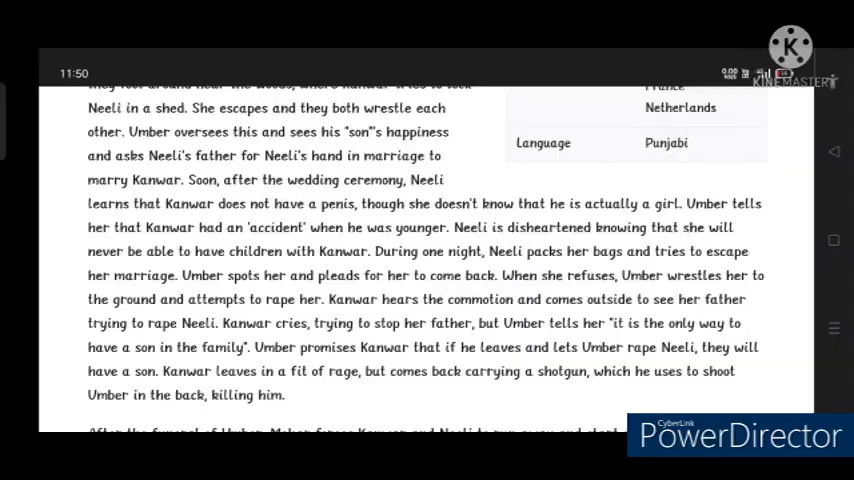 11:50
KINEMASTER
Neeli in a shed. She escapes and they both wrestle each
other. Umber oversees this and sees his "son"'s happiness
and asks Neeli's father for Neeli's hand in marriage to
marry Kanwar. Soon, after the wedding ceremony, Neeli
France
Netherlands
Language Punjabi
learns that Kanwar does not have a penis, though she doesn't know that he is actually a girl. Umber tells
her that Kanwar had an 'accident' when he was younger. Neeli is disheartened knowing that she will
never be able to have children with Kanwar. During one night, Neeli packs her bags and tries to escape
her marriage. Umber spots her and pleads for her to come back. When she refuses, Umber wrestles her to
the ground and attempts to rape her. Kanwar hears the commotion and comes outside to see her father
trying to rape Neeli. Kanwar cries, trying to stop her father, but Umber tells her "it is the only way to
have a son in the family". Umber promises Kanwar that if he leaves and lets Umber rape Neeli, they will
have a son. Kanwar leaves in a fit of rage, but comes back carrying a shotgun, which he uses to shoot
Umber in the back, killing him.
CyberLink
PowerDirector